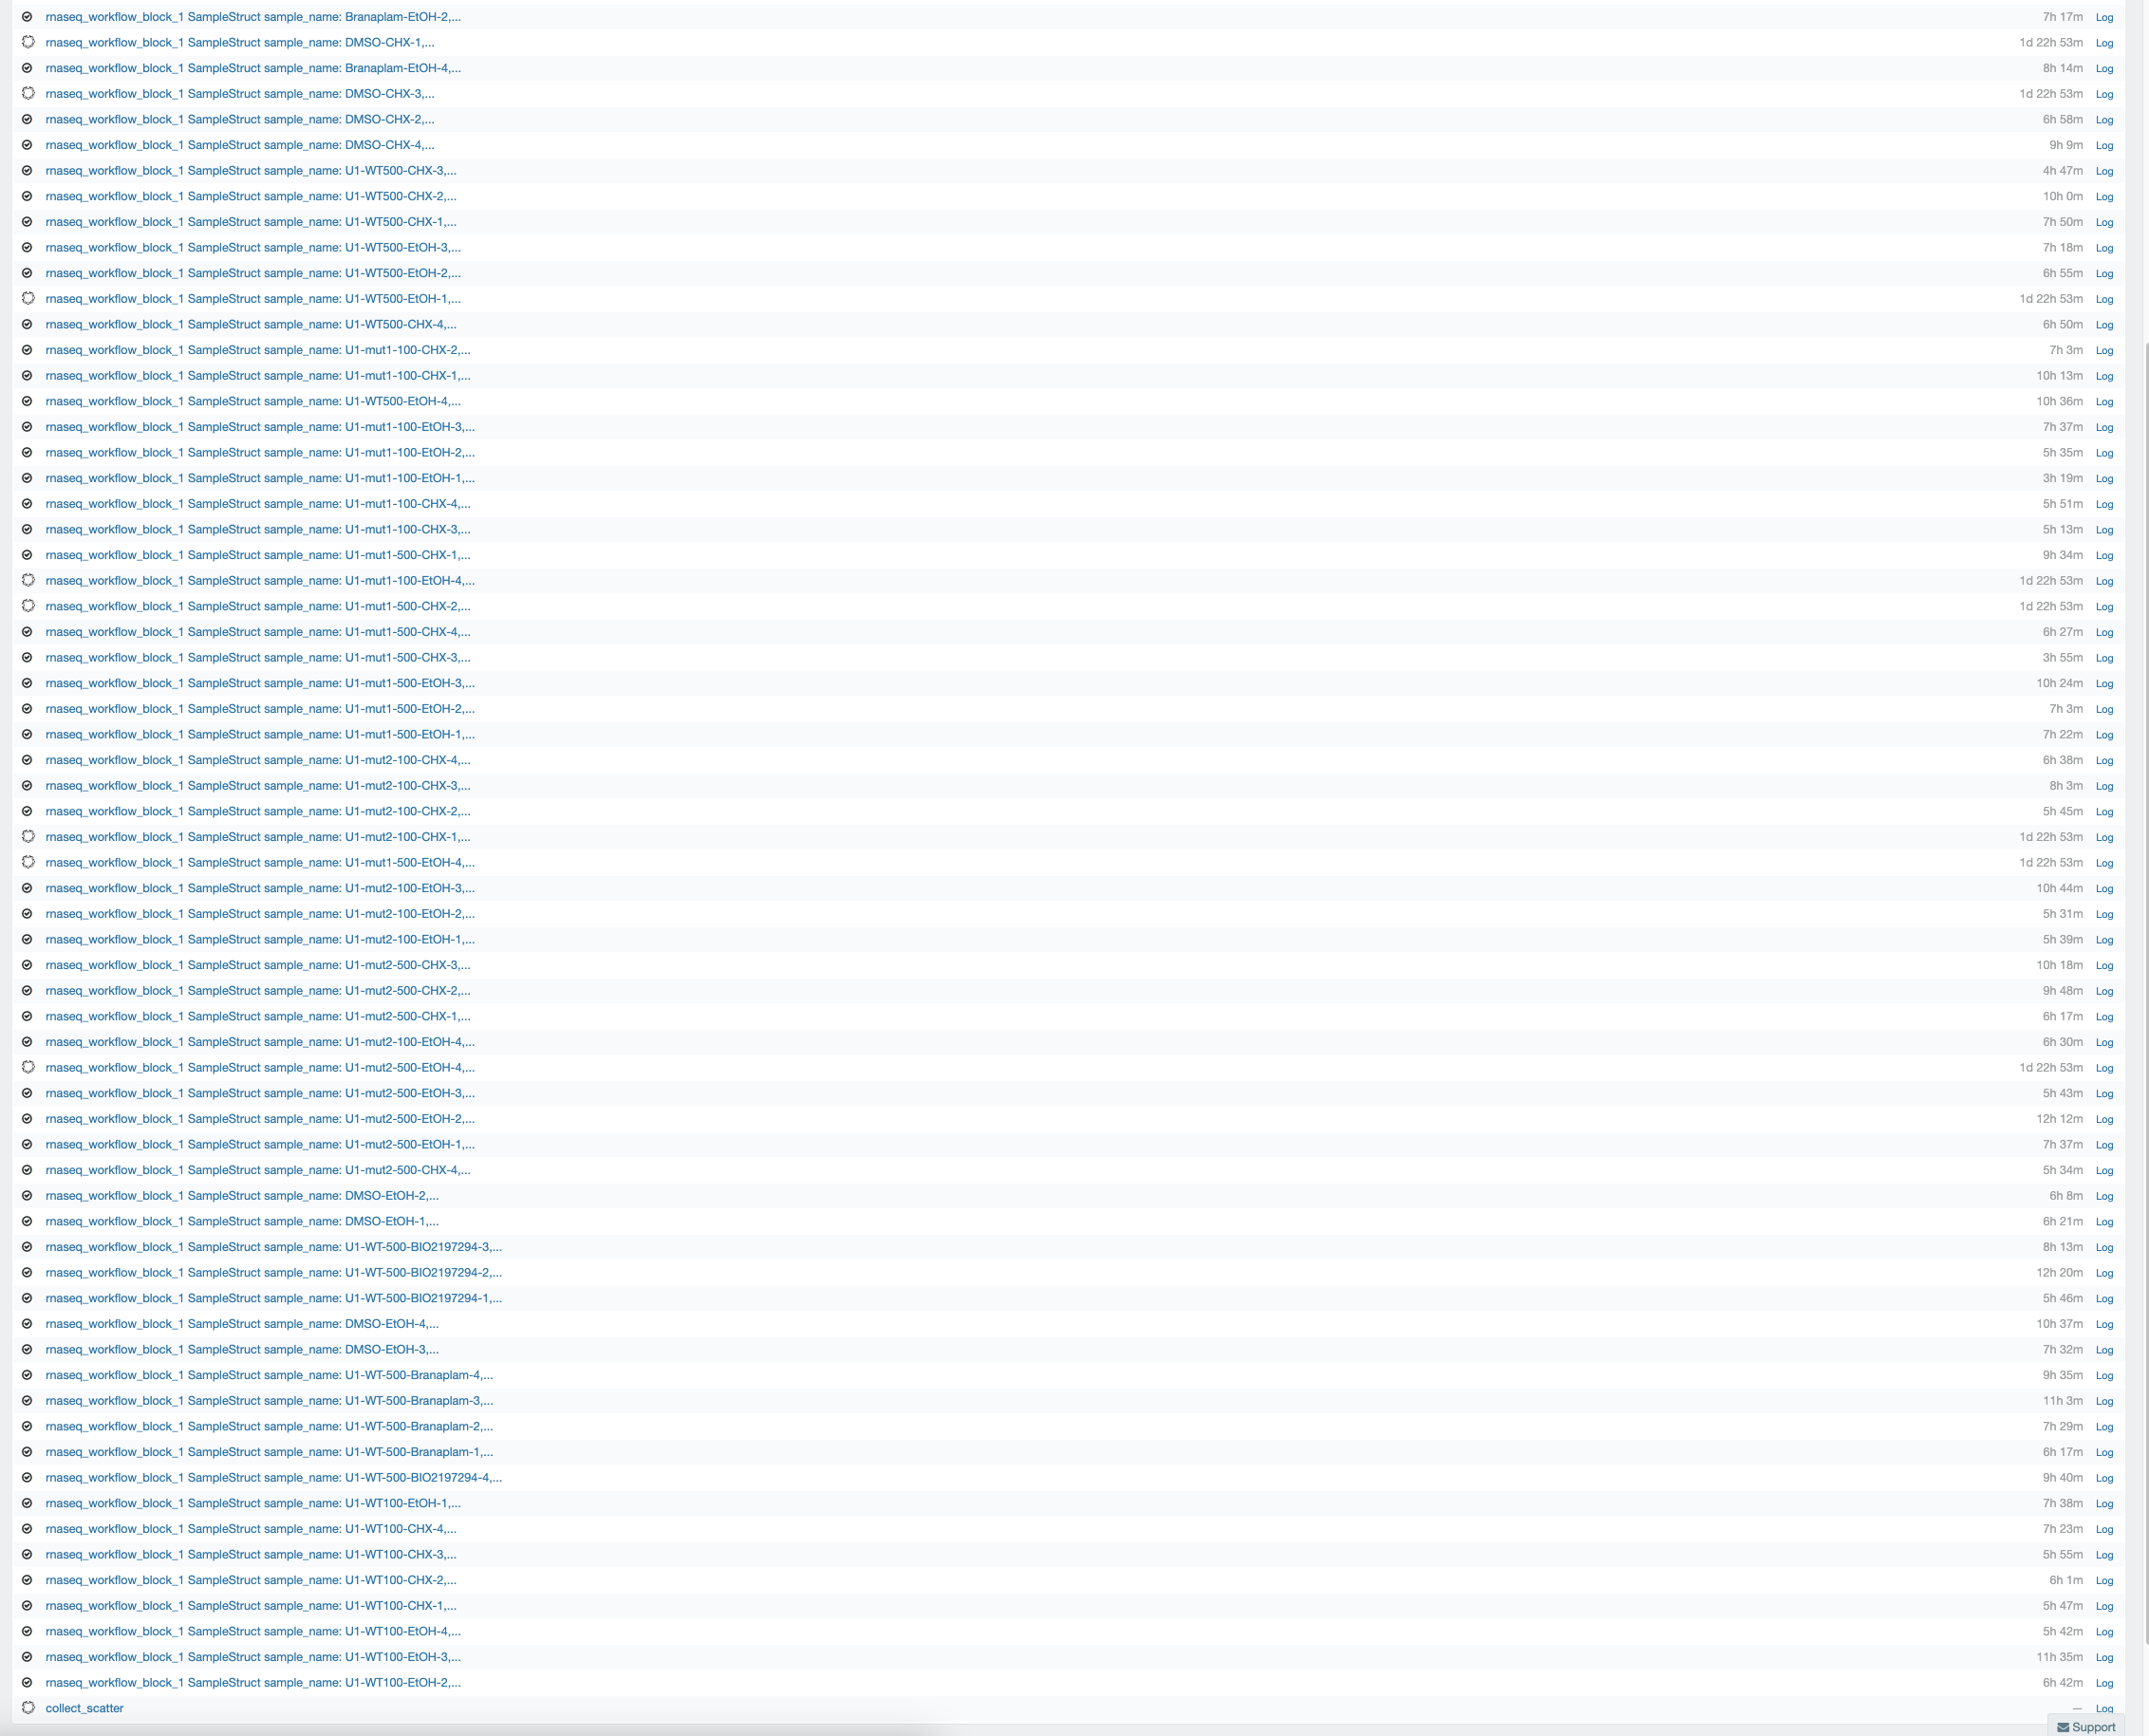 rnaseq_workflow_block_1 SampleStruct sample_name: Branaplam-EtOH-2,... 7h 17m Log
rnaseq_workflow_block_1 SampleStruct sample_name: DMSO-CHX-1,... 1d 22h 53m Log
rnaseq_workflow_block_1 SampleStruct sample_name: Branaplam-EtOH-4,... 8h 14m Log
rnaseq_workflow_block_1 SampleStruct sample_name: DMSO-CHX-3,... 1d 22h 53m Log
rnaseq_workflow_block_1 SampleStruct sample_name: DMSO-CHX-2,... 6h 58m Log
rnaseq_workflow_block_1 SampleStruct sample_name: DMSO-CHX-4,... 9h 9m Log
rnaseq_workflow_block_1 SampleStruct sample_name: U1-WT500-CHX-3,... 4h 47m Log
rnaseq_workflow_block_1 SampleStruct sample_name: U1-WT500-CHX-2,... 10h 0m Log
rnaseq_workflow_block_1 SampleStruct sample_name: U1-WT500-CHX-1,... 7h 50m Log
rnaseq_workflow_block_1 SampleStruct sample_name: U1-WT500-EtOH-3,... 7h 18m Log
rnaseq_workflow_block_1 SampleStruct sample_name: U1-WT500-EtOH-2,... 6h 55m Log
rnaseq_workflow_block_1 SampleStruct sample_name: U1-WT500-EtOH-1,... 1d 22h 53m Log
rnaseq_workflow_block_1 SampleStruct sample_name: U1-WT500-CHX-4,... 6h 50m Log
rnaseq_workflow_block_1 SampleStruct sample_name: U1-mut1-100-CHX-2,... 7h 3m Log
rnaseq_workflow_block_1 SampleStruct sample_name: U1-mut1-100-CHX-1,... 10h 13m Log
rnaseq_workflow_block_1 SampleStruct sample_name: U1-WT500-EtOH-4,... 10h 36m Log
rnaseq_workflow_block_1 SampleStruct sample_name: U1-mut1-100-EtOH-3,... 7h 37m Log
rnaseq_workflow_block_1 SampleStruct sample_name: U1-mut1-100-EtOH-2,... 5h 35m Log
rnaseq_workflow_block_1 SampleStruct sample_name: U1-mut1-100-EtOH-1,... 3h 19m Log
rnaseq_workflow_block_1 SampleStruct sample_name: U1-mut1-100-CHX-4,... 5h 51m Log
rnaseq_workflow_block_1 SampleStruct sample_name: U1-mut1-100-CHX-3,... 5h 13m Log
rnaseq_workflow_block_1 SampleStruct sample_name: U1-mut1-500-CHX-1,... 9h 34m Log
rnaseq_workflow_block_1 SampleStruct sample_name: U1-mut1-100-EtOH-4,... 1d 22h 53m Log
rnaseq_workflow_block_1 SampleStruct sample_name: U1-mut1-500-CHX-2,... 1d 22h 53m Log
rnaseq_workflow_block_1 SampleStruct sample_name: U1-mut1-500-CHX-4,... 6h 27m Log
rnaseq_workflow_block_1 SampleStruct sample_name: U1-mut1-500-CHX-3,... 3h 55m Log
rnaseq_workflow_block_1 SampleStruct sample_name: U1-mut1-500-EtOH-3,... 10h 24m Log
rnaseq_workflow_block_1 SampleStruct sample_name: U1-mut1-500-EtOH-2,... 7h 3m Log
rnaseq_workflow_block_1 SampleStruct sample_name: U1-mut1-500-EtOH-1,... 7h 22m Log
rnaseq_workflow_block_1 SampleStruct sample_name: U1-mut2-100-CHX-4,... 6h 38m Log
rnaseq_workflow_block_1 SampleStruct sample_name: U1-mut2-100-CHX-3,... 8h 3m Log
rnaseq_workflow_block_1 SampleStruct sample_name: U1-mut2-100-CHX-2,... 5h 45m Log
rnaseq_workflow_block_1 SampleStruct sample_name: U1-mut2-100-CHX-1,... 1d 22h 53m Log
rnaseq_workflow_block_1 SampleStruct sample_name: U1-mut1-500-EtOH-4,... 1d 22h 53m Log
rnaseq_workflow_block_1 SampleStruct sample_name: U1-mut2-100-EtOH-3,... 10h 44m Log
rnaseq_workflow_block_1 SampleStruct sample_name: U1-mut2-100-EtOH-2,... 5h 31m Log
rnaseq_workflow_block_1 SampleStruct sample_name: U1-mut2-100-EtOH-1,... 5h 39m Log
rnaseq_workflow_block_1 SampleStruct sample_name: U1-mut2-500-CHX-3,... 10h 18m Log
rnaseq_workflow_block_1 SampleStruct sample_name: U1-mut2-500-CHX-2,... 9h 48m Log
rnaseq_workflow_block_1 SampleStruct sample_name: U1-mut2-500-CHX-1,... 6h 17m Log
rnaseq_workflow_block_1 SampleStruct sample_name: U1-mut2-100-EtOH-4,... 6h 30m Log
rnaseq_workflow_block_1 SampleStruct sample_name: U1-mut2-500-EtOH-4,... 1d 22h 53m Log
rnaseq_workflow_block_1 SampleStruct sample_name: U1-mut2-500-EtOH-3,... 5h 43m Log
rnaseq_workflow_block_1 SampleStruct sample_name: U1-mut2-500-EtOH-2,... 12h 12m Log
rnaseq_workflow_block_1 SampleStruct sample_name: U1-mut2-500-EtOH-1,... 7h 37m Log
rnaseq_workflow_block_1 SampleStruct sample_name: U1-mut2-500-CHX-4,... 5h 34m Log
rnaseq_workflow_block_1 SampleStruct sample_name: DMSO-EtOH-2,... 6h 8m Log
rnaseq_workflow_block_1 SampleStruct sample_name: DMSO-EtOH-1,... 6h 21m Log
rnaseq_workflow_block_1 SampleStruct sample_name: U1-WT-500-BIO2197294-3,... 8h 13m Log
rnaseq_workflow_block_1 SampleStruct sample_name: U1-WT-500-BIO2197294-2,... 12h 20m Log
rnaseq_workflow_block_1 SampleStruct sample_name: U1-WT-500-BIO2197294-1,... 5h 46m Log
rnaseq_workflow_block_1 SampleStruct sample_name: DMSO-EtOH-4,... 10h 37m Log
rnaseq_workflow_block_1 SampleStruct sample_name: DMSO-EtOH-3,... 7h 32m Log
rnaseq_workflow_block_1 SampleStruct sample_name: U1-WT-500-Branaplam-4,... 9h 35m Log
rnaseq_workflow_block_1 SampleStruct sample_name: U1-WT-500-Branaplam-3,... 11h 3m Log
rnaseq_workflow_block_1 SampleStruct sample_name: U1-WT-500-Branaplam-2,... 7h 29m Log
rnaseq_workflow_block_1 SampleStruct sample_name: U1-WT-500-Branaplam-1,... 6h 17m Log
rnaseq_workflow_block_1 SampleStruct sample_name: U1-WT-500-BIO2197294-4,... 9h 40m Log
rnaseq_workflow_block_1 SampleStruct sample_name: U1-WT100-EtOH-1,... 7h 38m Log
rnaseq_workflow_block_1 SampleStruct sample_name: U1-WT100-CHX-4,... 7h 23m Log
rnaseq_workflow_block_1 SampleStruct sample_name: U1-WT100-CHX-3,... 5h 55m Log
rnaseq_workflow_block_1 SampleStruct sample_name: U1-WT100-CHX-2,... 6h 1m Log
rnaseq_workflow_block_1 SampleStruct sample_name: U1-WT100-CHX-1,... 5h 47m Log
rnaseq_workflow_block_1 SampleStruct sample_name: U1-WT100-EtOH-4,... 5h 42m Log
rnaseq_workflow_block_1 SampleStruct sample_name: U1-WT100-EtOH-3,... 11h 35m Log
rnaseq_workflow_block_1 SampleStruct sample_name: U1-WT100-EtOH-2,... 6h 42m Log
collect_scatter — Log
Support